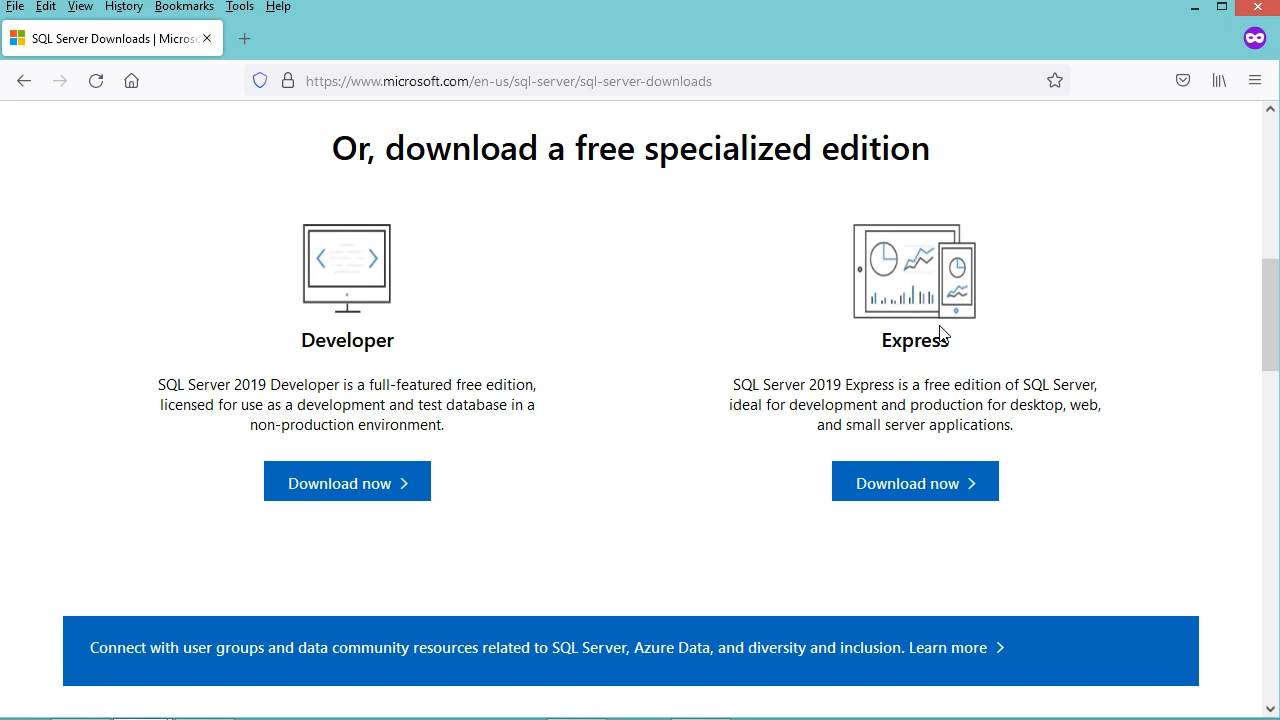 File Edit View History Bookmarks Tools Help
SQL Server Downloads | Micros
https://www.microsoft.com/en-us/sql-server/sql-server-downloads
Or, download a free specialized edition
Developer
SQL Server 2019 Developer is a full-featured free edition,
licensed for use as a development and test database in a
non-production environment.
Download now
Express
SQL Server 2019 Express is a free edition of SQL Server,
ideal for development and production for desktop, web,
and small server applications.
Download now
Connect with user groups and data community resources related to SQL Server, Azure Data, and diversity and inclusion. Learn more